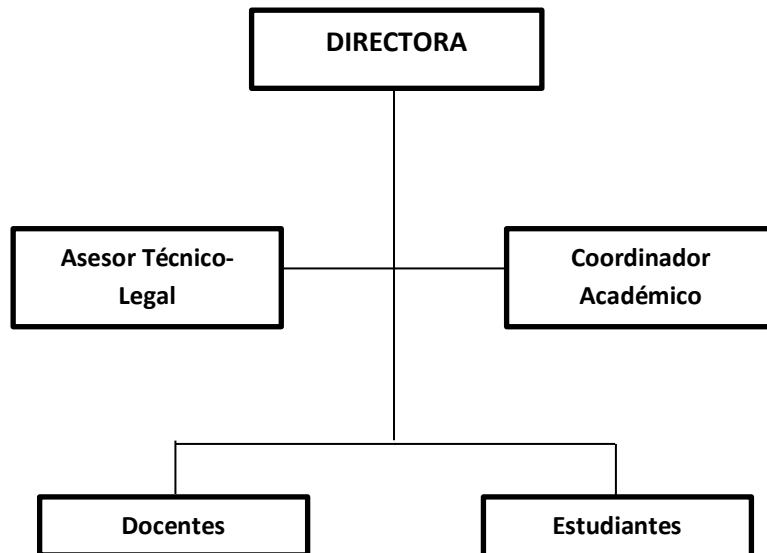 DIRECTORA
Asesor Técnico-
Legal
Coordinador
Académico
Docentes
Estudiantes